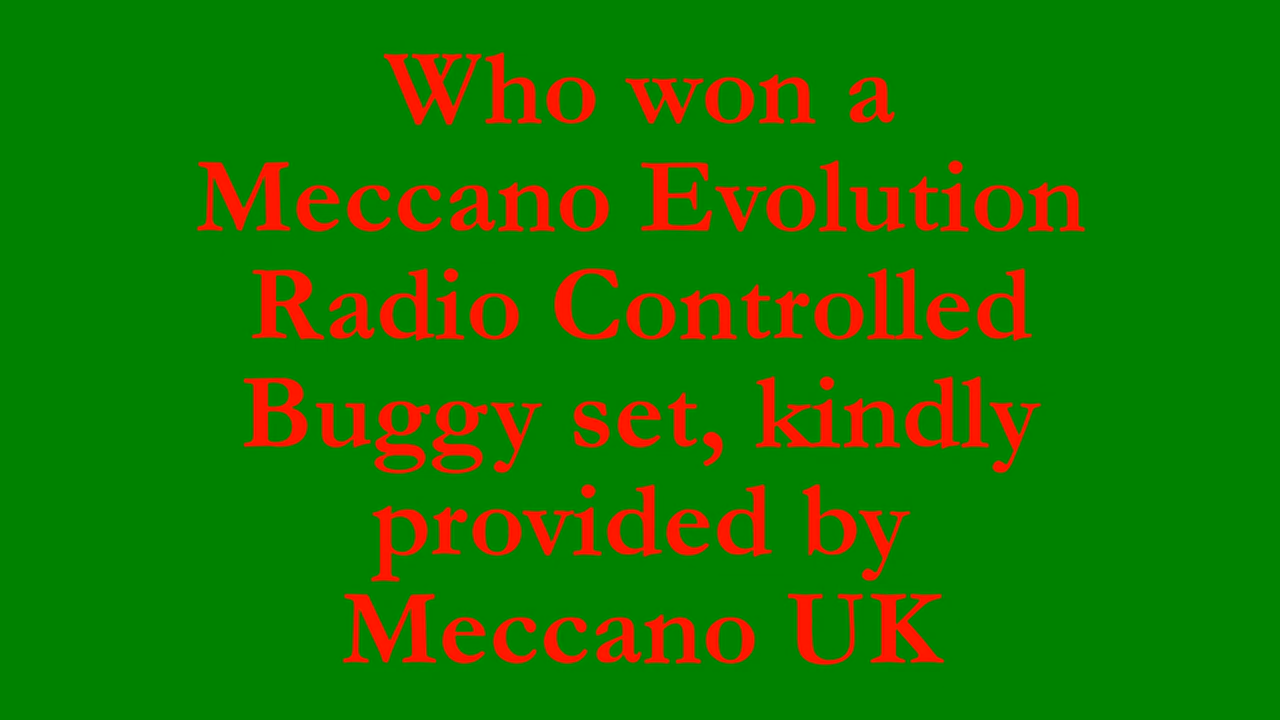 Who won a
Meccano Evolution
Radio Controlled
Buggy set, kindly
provided by
Meccano UK